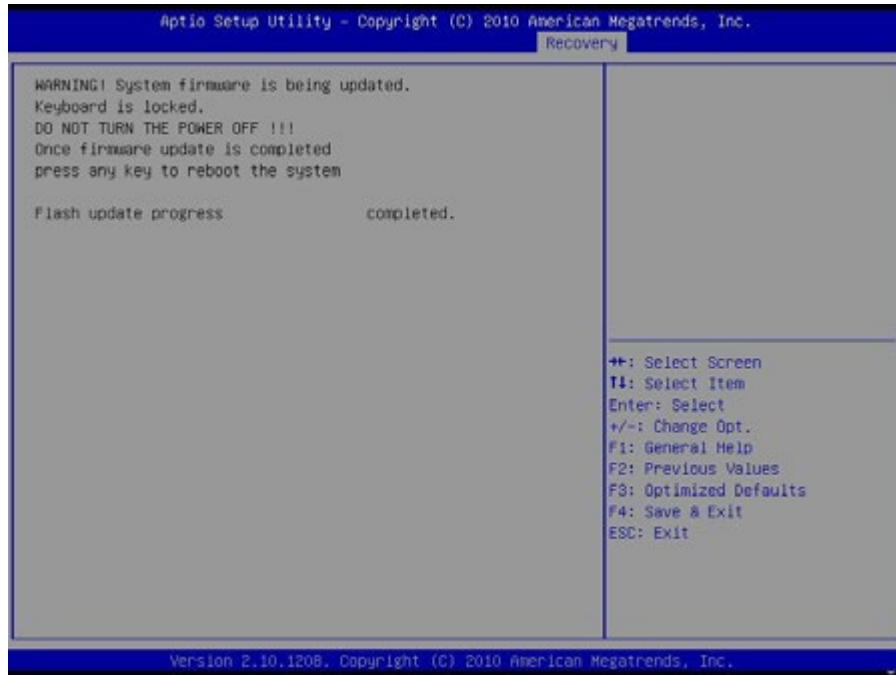 Aptio Setup Utility - Copyright (C) 2010 American Megatrends, Inc.
Recovery
WARNING! System firmware is being updated.
Keyboard is locked.
DO NOT TURN THE POWER OFF !!!
Once firmware update is completed
press any key to reboot the system
Flash update progress completed.
→←: Select Screen
↑↓: Select Item
Enter: Select
+/-: Change Opt.
F1: General Help
F2: Previous Values
F3: Optimized Defaults
F4: Save & Exit
ESC: Exit
Version 2.10.1208. Copyright (C) 2010 American Megatrends, Inc.